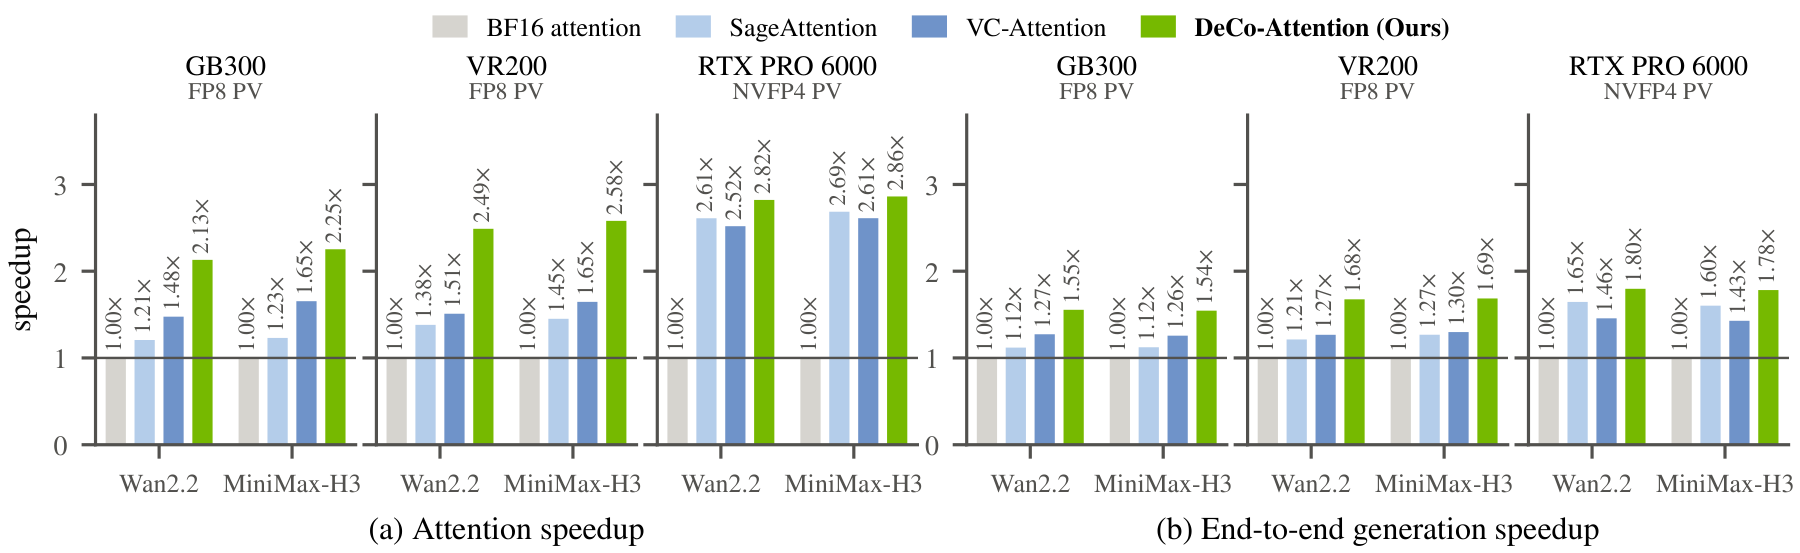 BF16 attention SageAttention VC-Attention DeCo-Attention (Ours)
GB300 VR200 RTX PRO 6000 GB300 VR200 RTX PRO 6000
FP8 PV FP8 PV NVFP4 PV FP8 PV FP8 PV NVFP4 PV
speedup
3
2
1
0
1.00× 1.21× 1.48× 2.13× 1.00× 1.23× 1.65× 2.25×
1.00× 1.38× 1.51× 2.49× 1.00× 1.45× 1.65× 2.58×
1.00× 2.61× 2.52× 2.82× 1.00× 2.69× 2.61× 2.86×
3
2
1
0
1.00× 1.12× 1.27× 1.55× 1.00× 1.12× 1.26× 1.54×
1.00× 1.21× 1.27× 1.68× 1.00× 1.27× 1.30× 1.69×
1.00× 1.65× 1.46× 1.80× 1.00× 1.60× 1.43× 1.78×
Wan2.2 MiniMax-H3 Wan2.2 MiniMax-H3 Wan2.2 MiniMax-H3 Wan2.2 MiniMax-H3 Wan2.2 MiniMax-H3 Wan2.2 MiniMax-H3
(a) Attention speedup (b) End-to-end generation speedup